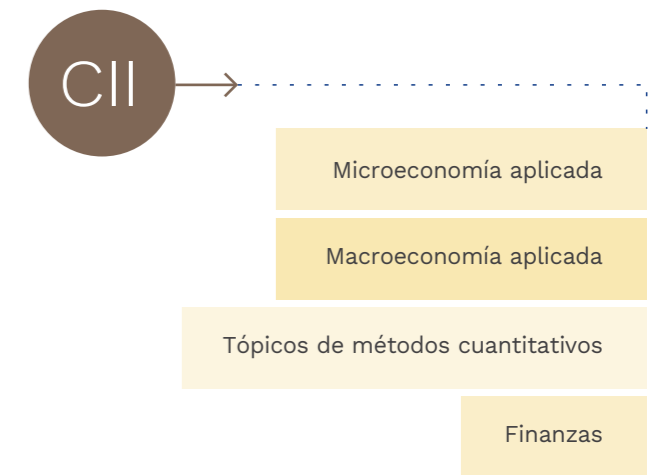 CII
Microeconomía aplicada
Macroeconomía aplicada
Tópicos de métodos cuantitativos
Finanzas